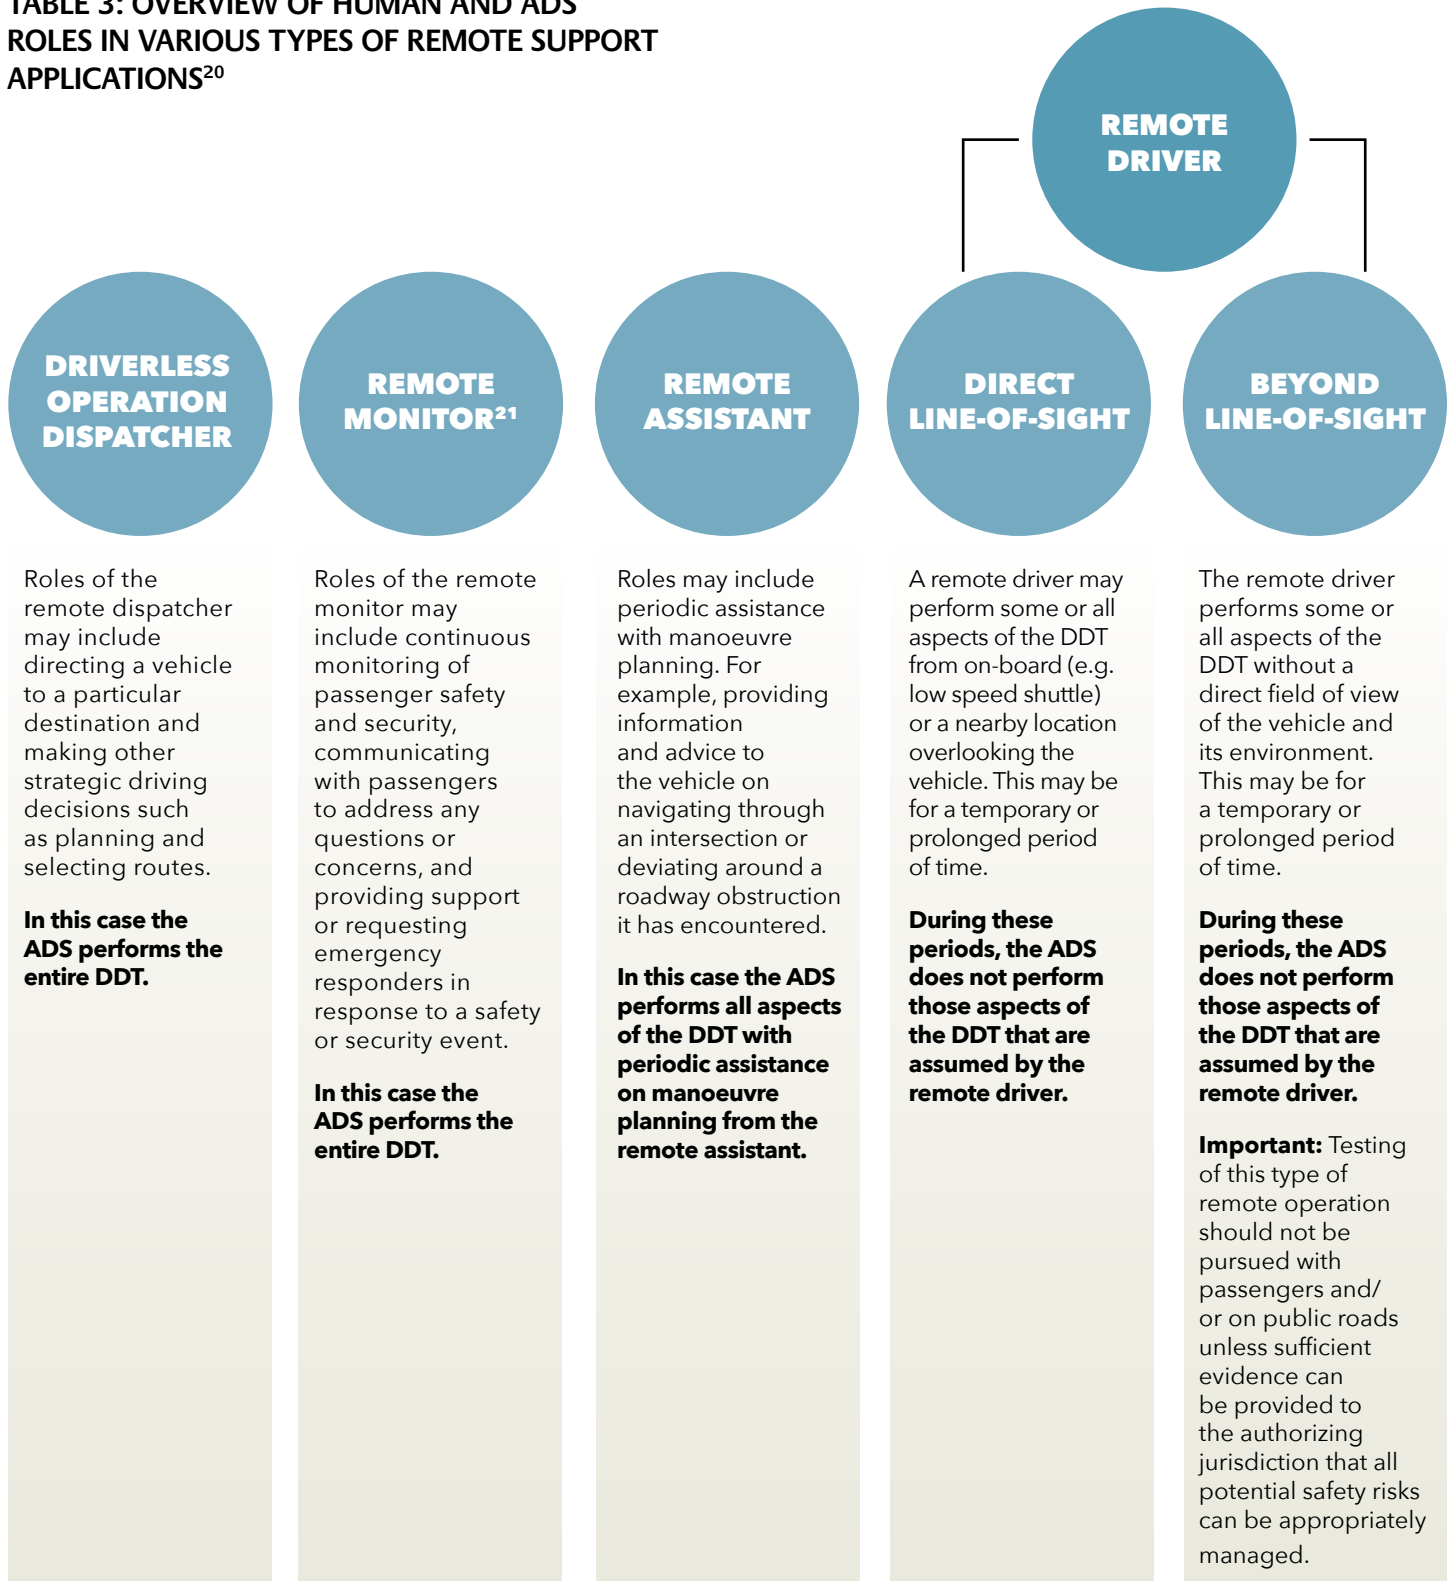 TABLE 3: OVERVIEW OF HUMAN AND ADS
ROLES IN VARIOUS TYPES OF REMOTE SUPPORT
APPLICATIONS20
REMOTE
DRIVER
DRIVERLESS
OPERATION
DISPATCHER
REMOTE
MONITOR21
REMOTE
ASSISTANT
DIRECT
LINE-OF-SIGHT
BEYOND
LINE-OF-SIGHT
Roles of the
remote dispatcher
may include
directing a vehicle
to a particular
destination and
making other
strategic driving
decisions such
as planning and
selecting routes.
In this case the
ADS performs the
entire DDT.
Roles of the remote
monitor may
include continuous
monitoring of
passenger safety
and security,
communicating
with passengers
to address any
questions or
concerns, and
providing support
or requesting
emergency
responders in
response to a safety
or security event.
In this case the
ADS performs the
entire DDT.
Roles may include
periodic assistance
with manoeuvre
planning. For
example, providing
information
and advice to
the vehicle on
navigating through
an intersection or
deviating around a
roadway obstruction
it has encountered.
In this case the ADS
performs all aspects
of the DDT with
periodic assistance
on manoeuvre
planning from the
remote assistant.
A remote driver may
perform some or all
aspects of the DDT
from on-board (e.g.
low speed shuttle)
or a nearby location
overlooking the
vehicle. This may be
for a temporary or
prolonged period
of time.
During these
periods, the ADS
does not perform
those aspects of
the DDT that are
assumed by the
remote driver.
The remote driver
performs some or
all aspects of the
DDT without a
direct field of view
of the vehicle and
its environment.
This may be for
a temporary or
prolonged period
of time.
During these
periods, the ADS
does not perform
those aspects of
the DDT that are
assumed by the
remote driver.
Important: Testing
of this type of
remote operation
should not be
pursued with
passengers and/
or on public roads
unless sufficient
evidence can
be provided to
the authorizing
jurisdiction that all
potential safety risks
can be appropriately
managed.